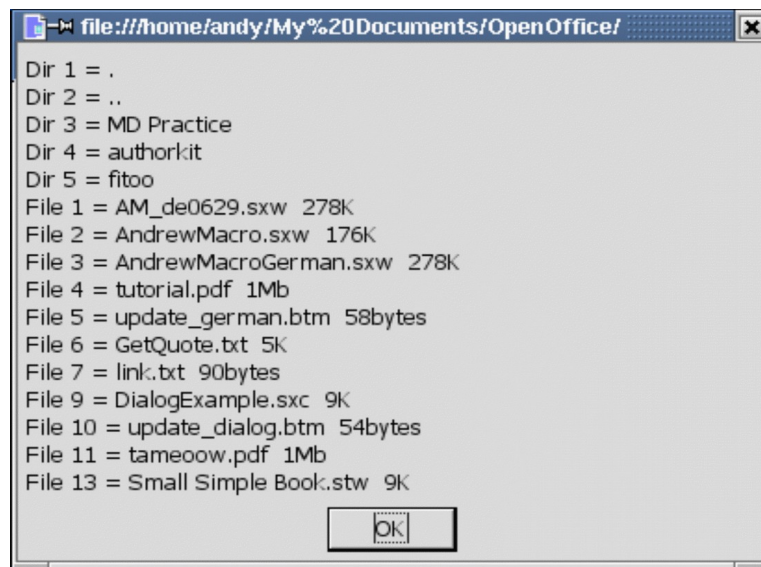 file:///home/andy/My%20Documents/OpenOffice/
Dir 1 = .
Dir 2 = ..
Dir 3 = MD Practice
Dir 4 = authorkit
Dir 5 = fitoo
File 1 = AM_de0629.sxw  278K
File 2 = AndrewMacro.sxw  176K
File 3 = AndrewMacroGerman.sxw  278K
File 4 = tutorial.pdf  1Mb
File 5 = update_german.btm  58bytes
File 6 = GetQuote.txt  5K
File 7 = link.txt  90bytes
File 9 = DialogExample.sxc  9K
File 10 = update_dialog.btm  54bytes
File 11 = tameoow.pdf  1Mb
File 13 = Small Simple Book.stw  9K
OK